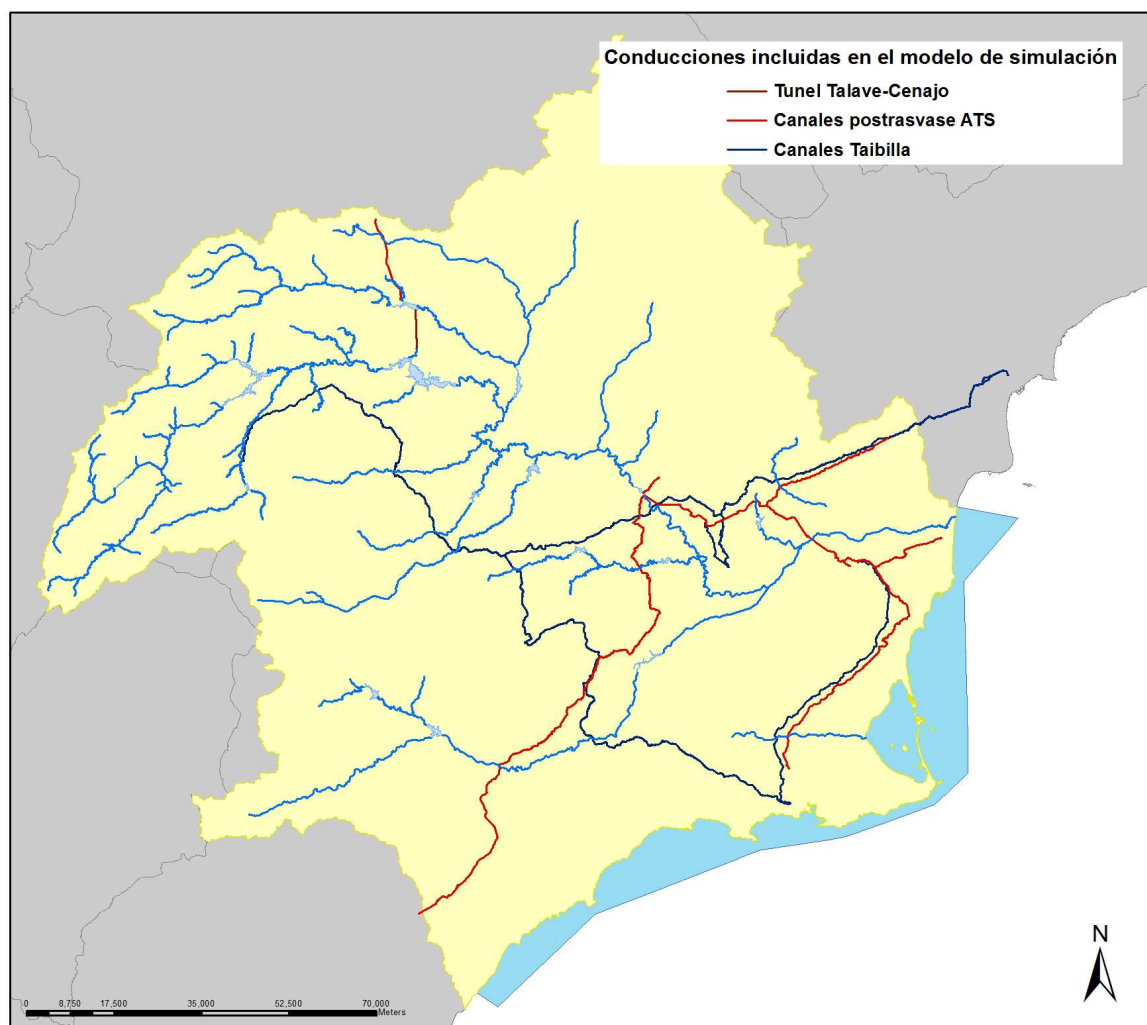 Conducciones incluidas en el modelo de simulación
Tunel Talave-Cenajo
Canales postrasvase ATS
Canales Taibilla
N
0 8,750 17,500 35,000 52,500 70,000
Meters